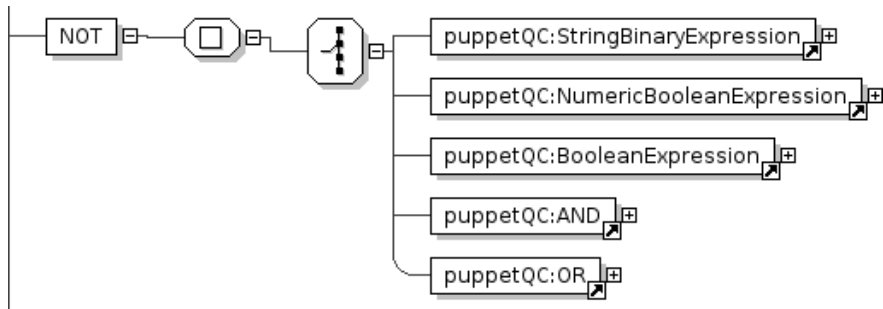 NOT
puppetQC:StringBinaryExpression
puppetQC:NumericBooleanExpression
puppetQC:BooleanExpression
puppetQC:AND
puppetQC:OR